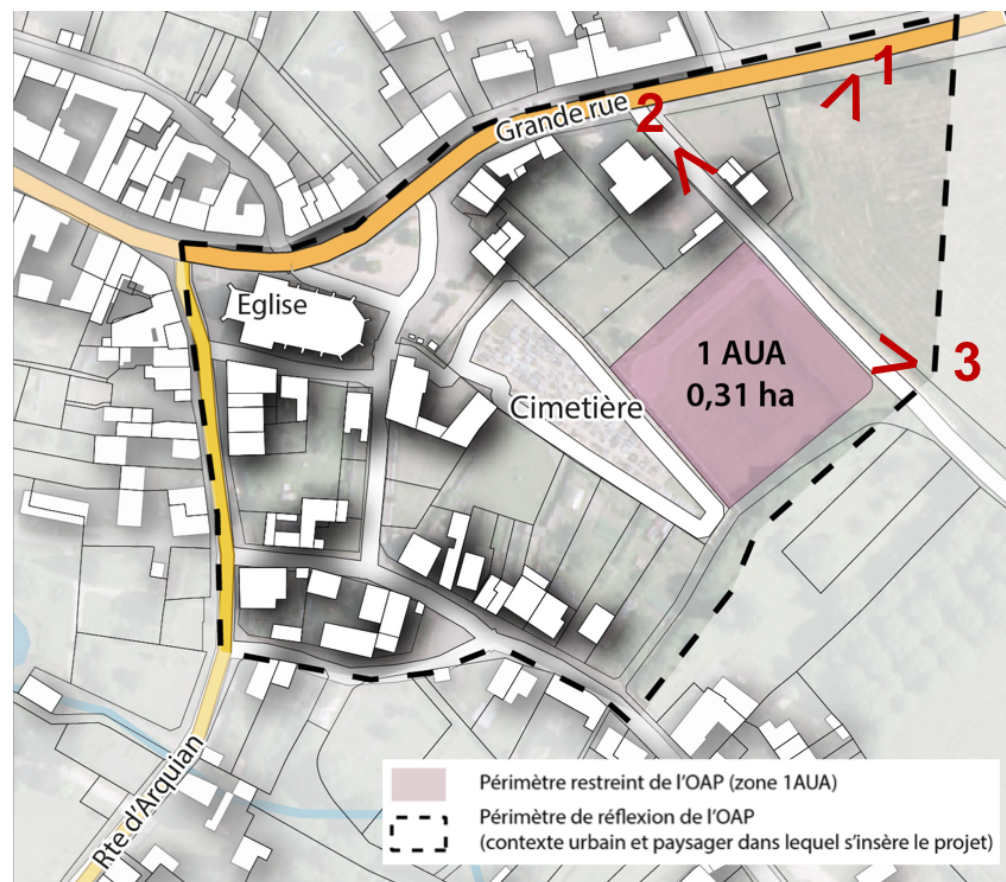 1
Grande rue
2
Eglise
1 AUA
0,31 ha
3
Cimetière
Rte d'Arquian
Périmètre restreint de l'OAP (zone 1AUA)
Périmètre de réflexion de l'OAP
(contexte urbain et paysager dans lequel s'insère le projet)